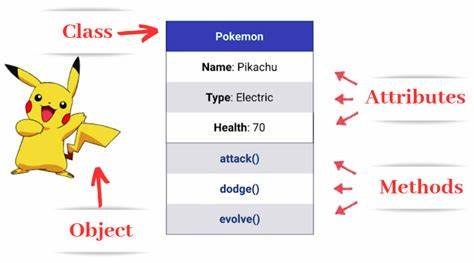 Class
Pokemon
Name: Pikachu
Type: Electric
Health: 70
Attributes
attack()
dodge()
evolve()
Methods
Object